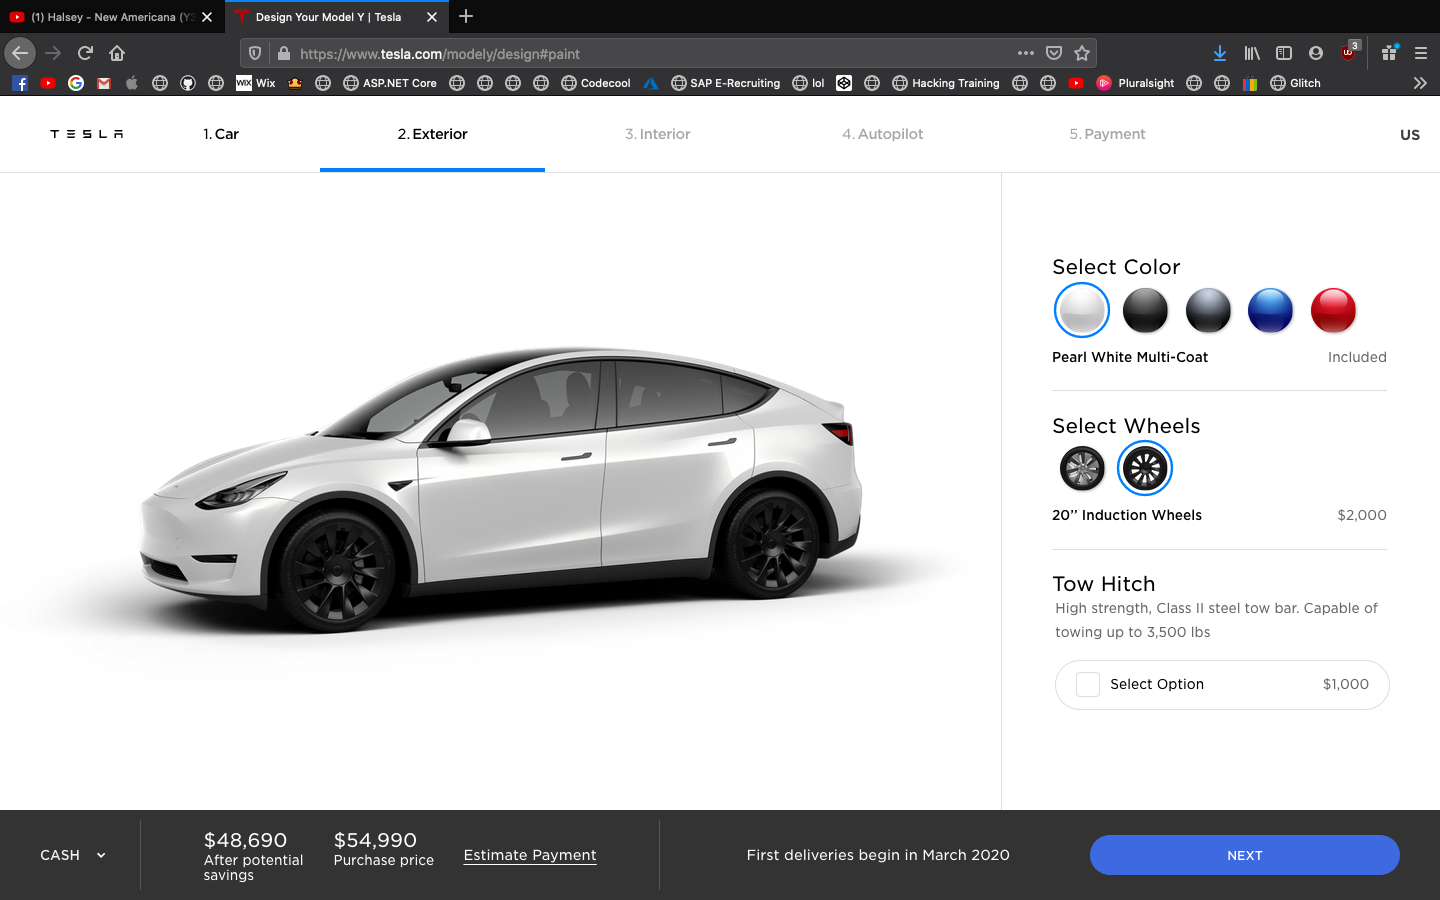 (1) Halsey - New Americana (Y
Design Your Model Y | Tesla
https://www.tesla.com/modely/design#paint
3
WIX Wix
ASP.NET Core
Codecool
SAP E-Recruiting
lol
Hacking Training
Pluralsight
Glitch
TESLA
1. Car
2. Exterior
3. Interior
4. Autopilot
5. Payment
US
Select Color
Pearl White Multi-Coat
Included
Select Wheels
20’’ Induction Wheels
$2,000
Tow Hitch
High strength, Class II steel tow bar. Capable of
towing up to 3,500 lbs
Select Option
$1,000
CASH
$48,690
After potential
savings
$54,990
Purchase price
Estimate Payment
First deliveries begin in March 2020
NEXT